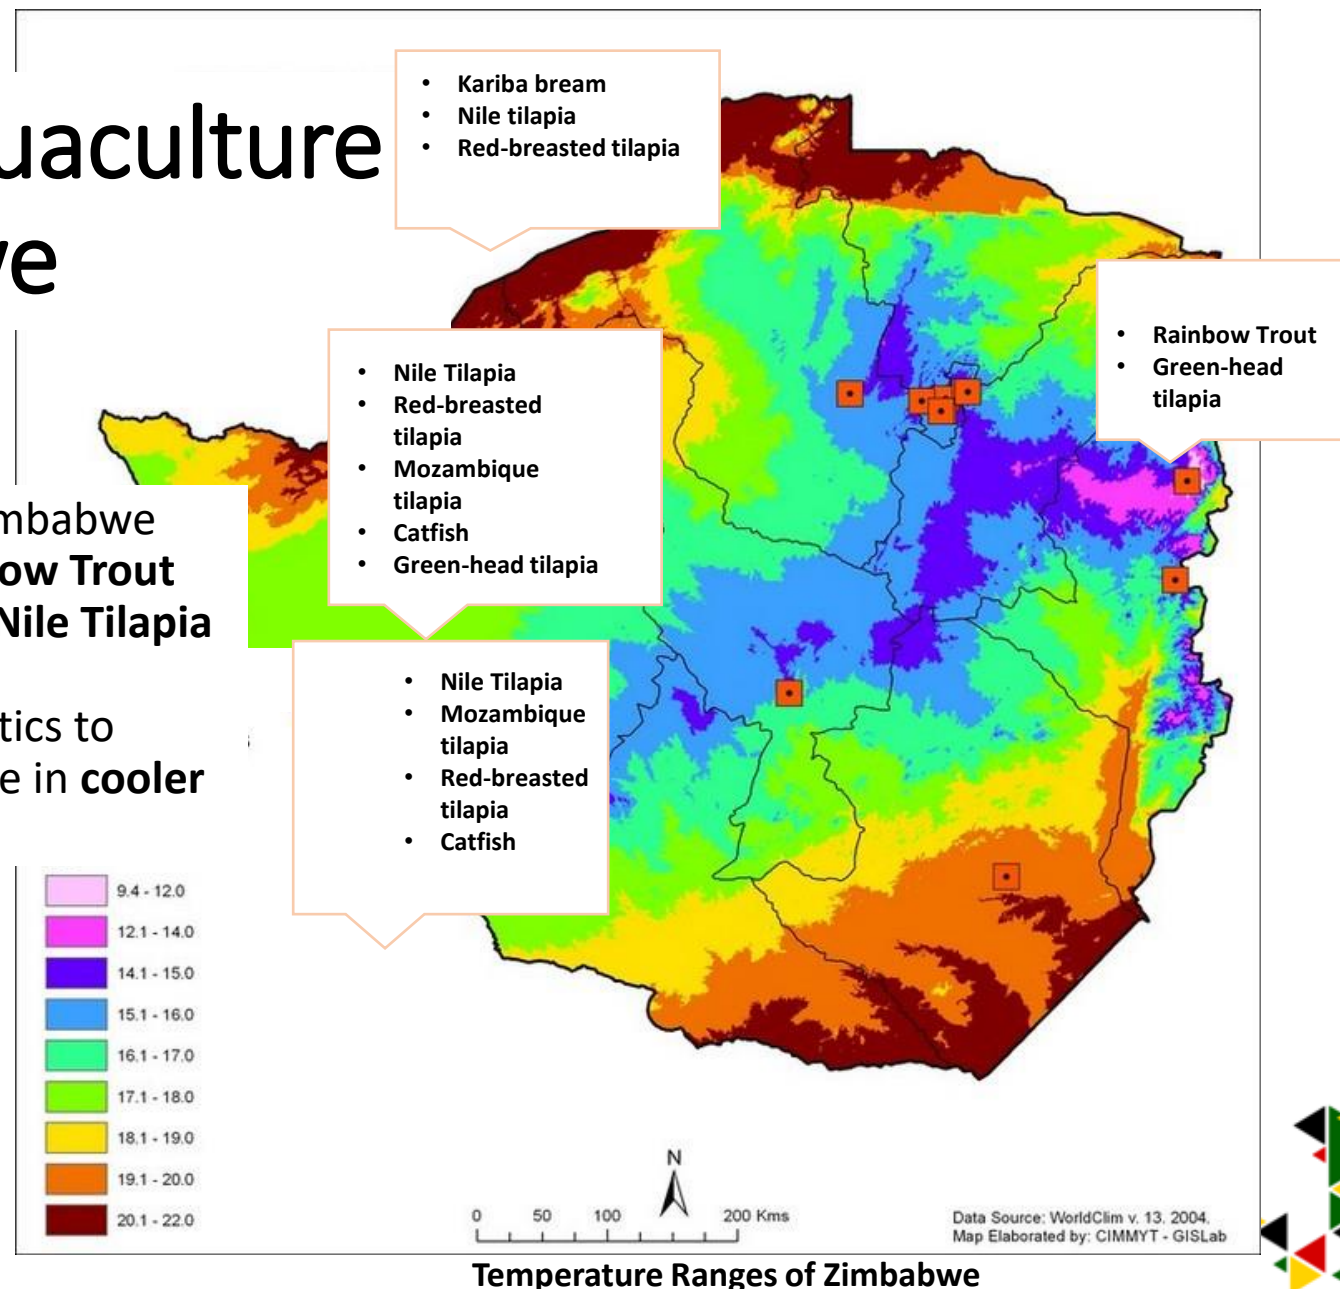 uaculture
• Kariba bream
• Nile tilapia
• Red-breasted tilapia
• Rainbow Trout
• Green-head
tilapia
• Nile Tilapia
• Red-breasted
tilapia
• Mozambique
tilapia
• Catfish
• Green-head tilapia
mbabwe
ow Trout
Nile Tilapia
tics to
e in cooler
• Nile Tilapia
• Mozambique
tilapia
• Red-breasted
tilapia
• Catfish
9.4 - 12.0
12.1 - 14.0
14.1 - 15.0
15.1 - 16.0
16.1 - 17.0
17.1 - 18.0
18.1 - 19.0
19.1 - 20.0
20.1 - 22.0
N
0 50 100 200 Kms
Data Source: WorldClim v. 13. 2004.
Map Elaborated by: CIMMYT - GISLab
Temperature Ranges of Zimbabwe